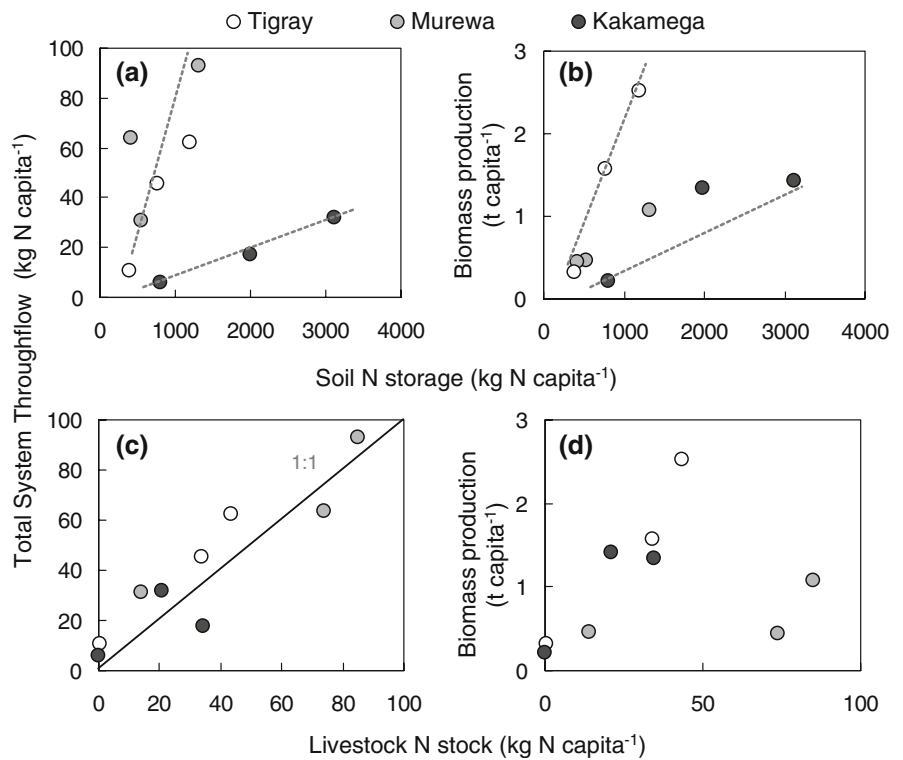 Tigray Murewa Kakamega
(a)
100
80
60
40
20
0
0 1000 2000 3000 4000
(b)
3
2
1
0
0 1000 2000 3000 4000
Biomass production
(t capita⁻¹)
Soil N storage (kg N capita⁻¹)
Total System Throughflow (kg N capita⁻¹)
(c)
1:1
100
80
60
40
20
0
0 20 40 60 80 100
(d)
3
2
1
0
0 50 100
Biomass production
(t capita⁻¹)
Livestock N stock (kg N capita⁻¹)